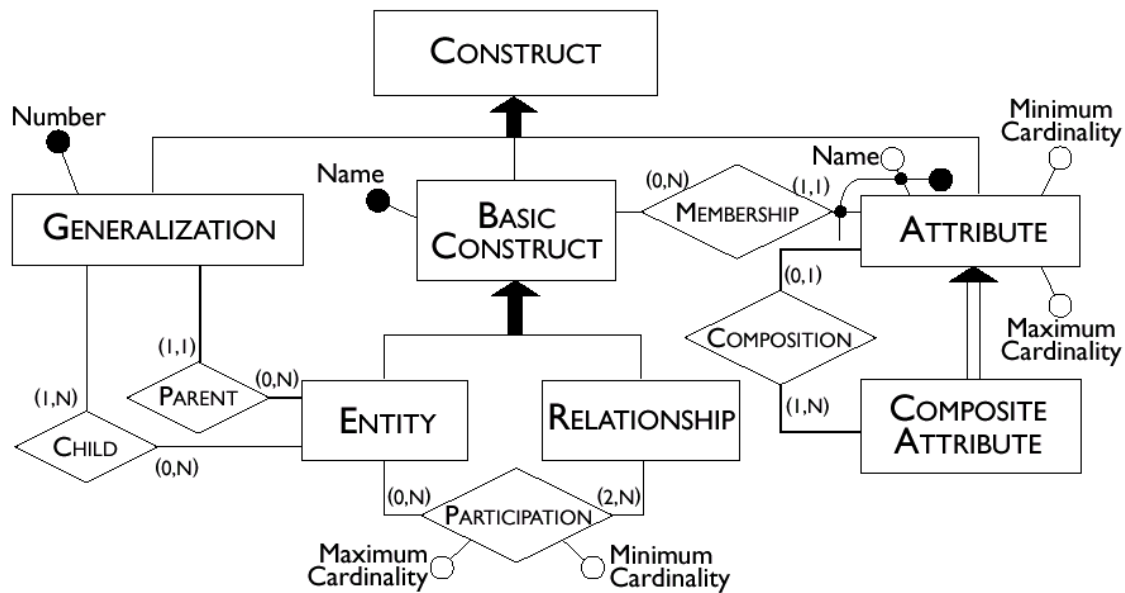 CONSTRUCT
Number
Minimum
Cardinality
Name
Name
(0,N)
(1,1)
GENERALIZATION
BASIC
CONSTRUCT
MEMBERSHIP
ATTRIBUTE
(0,1)
COMPOSITION
Maximum
Cardinality
(1,1)
(0,N)
PARENT
(1,N)
CHILD
(0,N)
ENTITY
RELATIONSHIP
(1,N)
COMPOSITE
ATTRIBUTE
(0,N)
(2,N)
PARTICIPATION
Maximum
Cardinality
Minimum
Cardinality